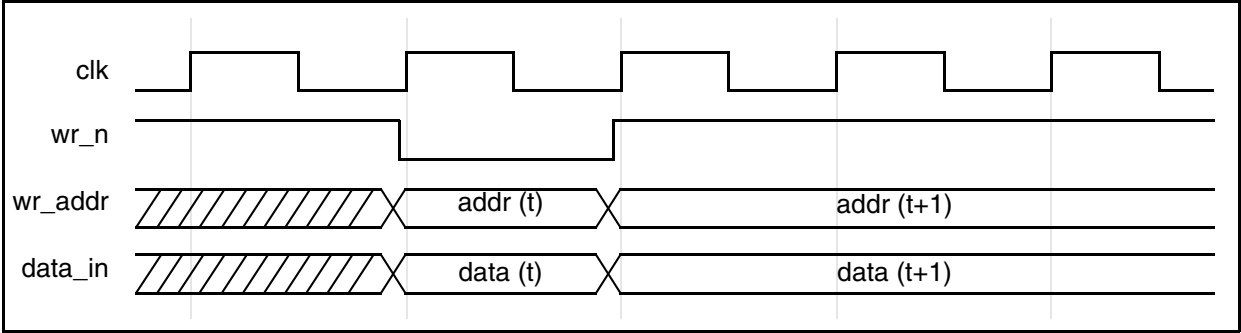 clk
wr_n
wr_addr addr (t) addr (t+1)
data_in data (t) data (t+1)